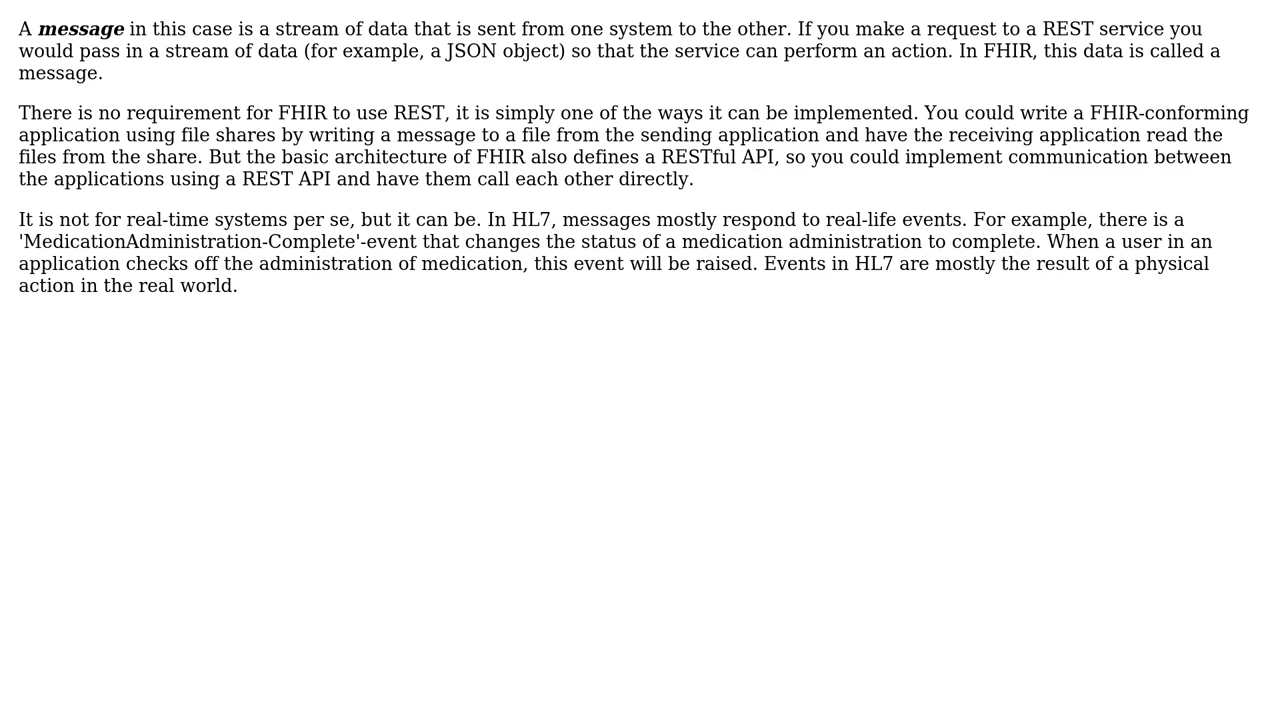 A message in this case is a stream of data that is sent from one system to the other. If you make a request to a REST service you
would pass in a stream of data (for example, a JSON object) so that the service can perform an action. In FHIR, this data is called a
message.
There is no requirement for FHIR to use REST, it is simply one of the ways it can be implemented. You could write a FHIR-conforming
application using file shares by writing a message to a file from the sending application and have the receiving application read the
files from the share. But the basic architecture of FHIR also defines a RESTful API, so you could implement communication between
the applications using a REST API and have them call each other directly.
It is not for real-time systems per se, but it can be. In HL7, messages mostly respond to real-life events. For example, there is a
'MedicationAdministration-Complete'-event that changes the status of a medication administration to complete. When a user in an
application checks off the administration of medication, this event will be raised. Events in HL7 are mostly the result of a physical
action in the real world.